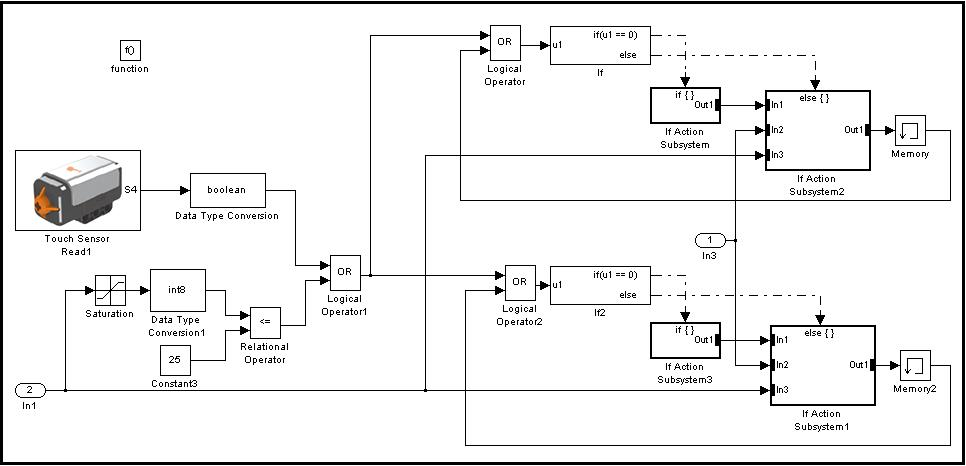 f()
function
S4
Touch Sensor
Read1
boolean
Data Type Conversion
Saturation
int8
Data Type
Conversion1
25
Constant3
<=
Relational
Operator
OR
Logical
Operator1
2
In1
OR
Logical
Operator
u1
if(u1 == 0)
else
If
if { }
Out1
If Action
Subsystem
else { }
In1
In2
In3
Out1
If Action
Subsystem2
Memory
1
In3
OR
Logical
Operator2
u1
if(u1 == 0)
else
If2
if { }
Out1
If Action
Subsystem3
else { }
In1
In2
In3
Out1
If Action
Subsystem1
Memory2